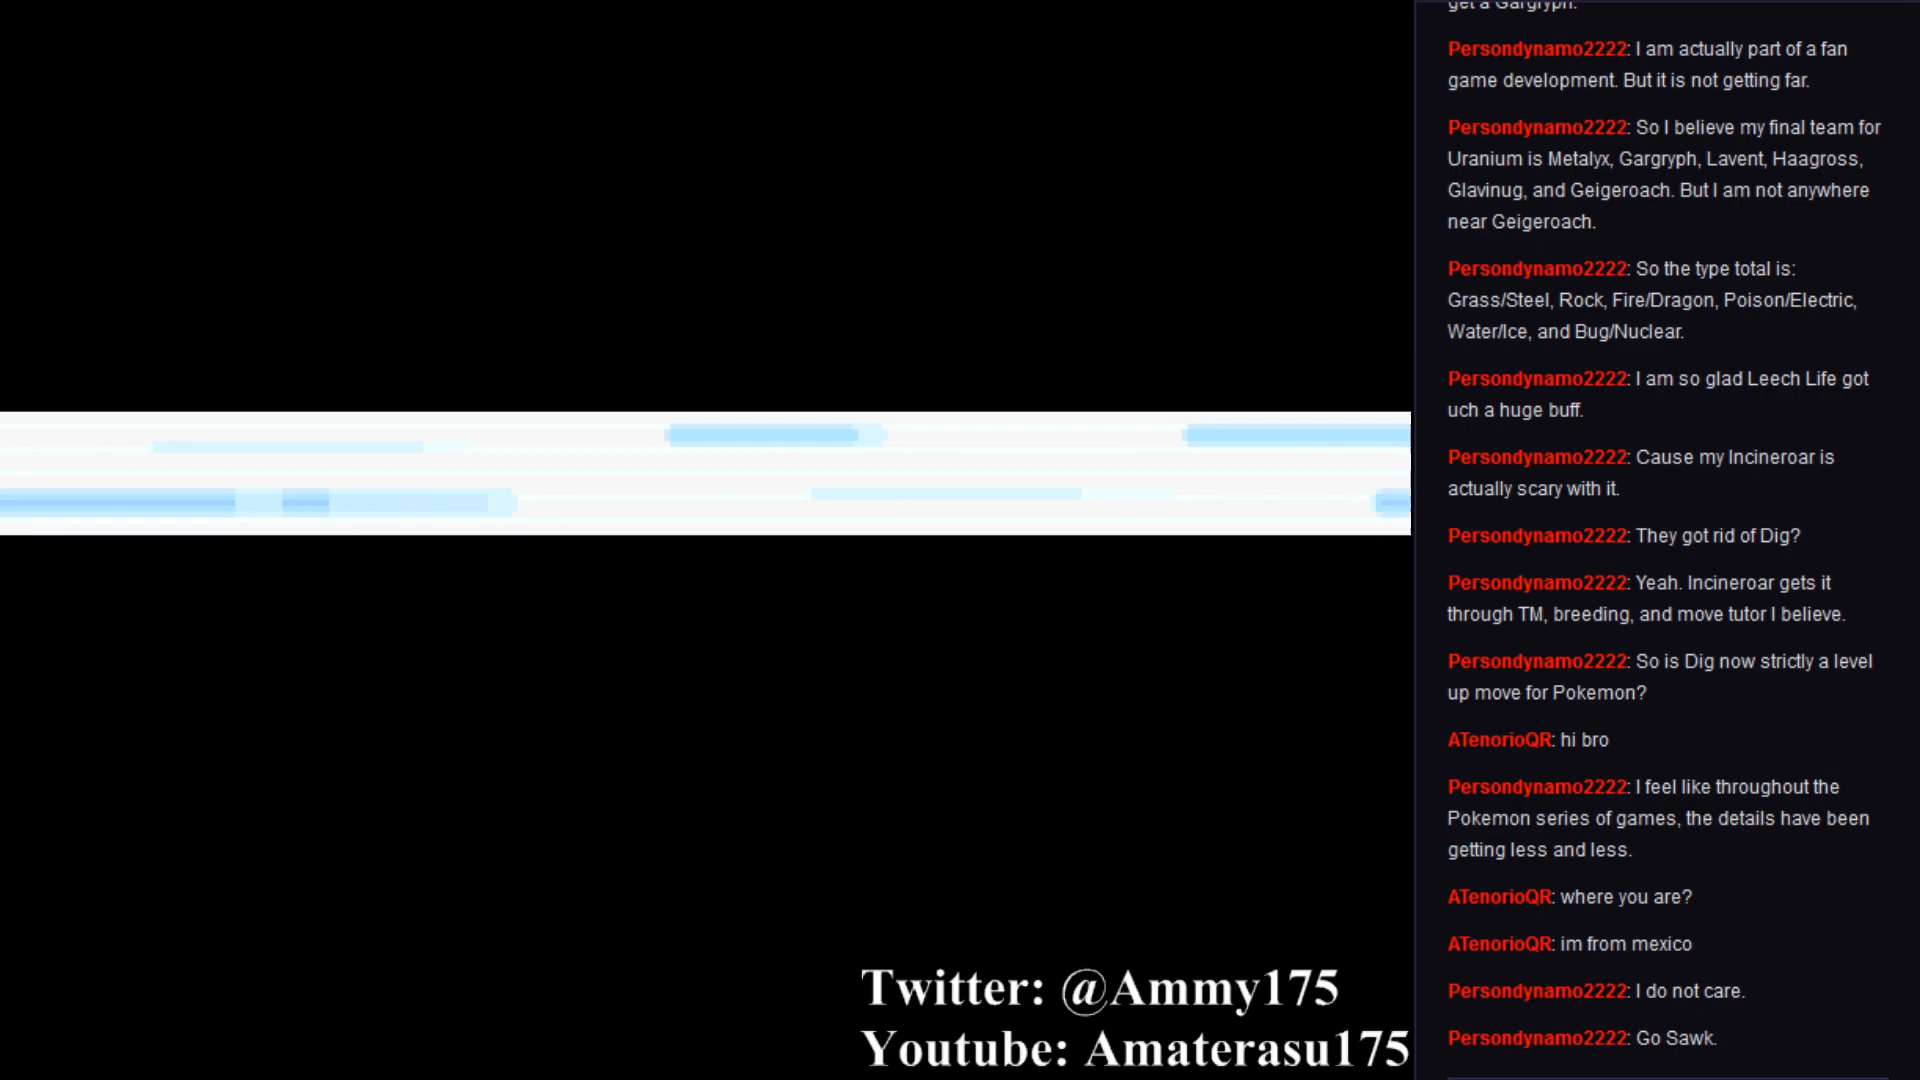 get a Gargryph.
Persondynamo2222: I am actually part of a fan
game development. But it is not getting far.
Persondynamo2222: So I believe my final team for
Uranium is Metalyx, Gargryph, Lavent, Haagross,
Glavinug, and Geigeroach. But I am not anywhere
near Geigeroach.
Persondynamo2222: So the type total is:
Grass/Steel, Rock, Fire/Dragon, Poison/Electric,
Water/Ice, and Bug/Nuclear.
Persondynamo2222: I am so glad Leech Life got
uch a huge buff.
Persondynamo2222: Cause my Incineroar is
actually scary with it.
Persondynamo2222: They got rid of Dig?
Persondynamo2222: Yeah. Incineroar gets it
through TM, breeding, and move tutor I believe.
Persondynamo2222: So is Dig now strictly a level
up move for Pokemon?
ATenorioQR: hi bro
Persondynamo2222: I feel like throughout the
Pokemon series of games, the details have been
getting less and less.
ATenorioQR: where you are?
ATenorioQR: im from mexico
Persondynamo2222: I do not care.
Persondynamo2222: Go Sawk.
Twitter: @Ammy175
Youtube: Amaterasu175